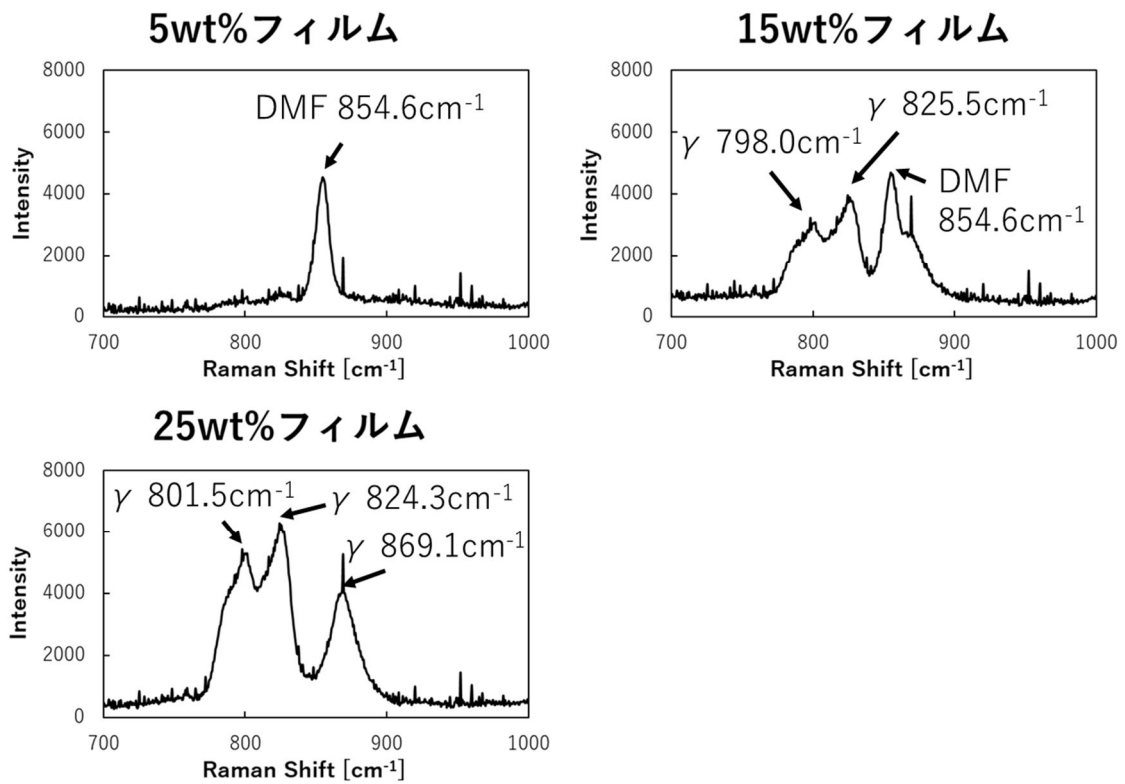 5wt%フィルム
8000
6000
4000
2000
0
700
800
900
1000
Intensity
Raman Shift [cm⁻¹]
DMF 854.6cm⁻¹
15wt%フィルム
8000
6000
4000
2000
0
700
800
900
1000
Intensity
Raman Shift [cm⁻¹]
γ 798.0cm⁻¹
γ 825.5cm⁻¹
DMF
854.6cm⁻¹
25wt%フィルム
8000
6000
4000
2000
0
700
800
900
1000
Intensity
Raman Shift [cm⁻¹]
γ 801.5cm⁻¹
γ 824.3cm⁻¹
γ 869.1cm⁻¹